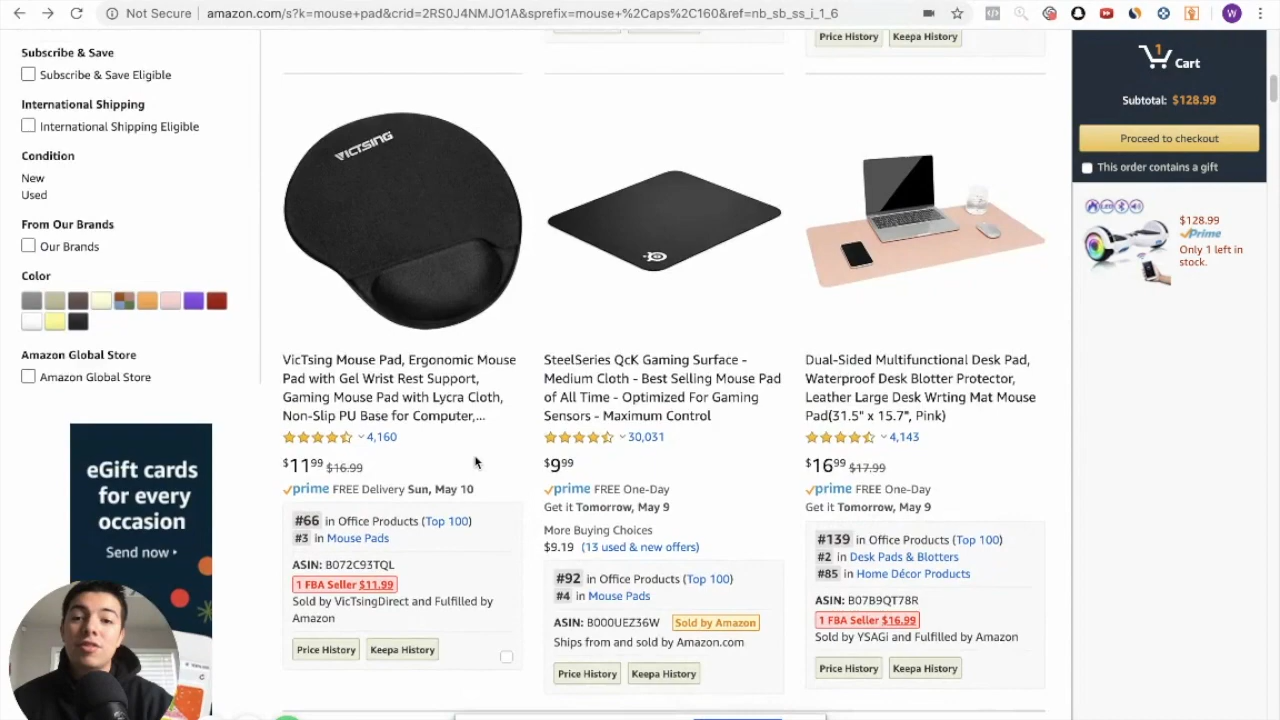 Not Secure
amazon.com/s?k=mouse+pad&crid=2RS0J4NMJO1A&sprefix=mouse+%2Caps%2C160&ref=nb_sb_ss_i_1_6
W
Subscribe & Save
Subscribe & Save Eligible
International Shipping
International Shipping Eligible
Condition
New
Used
From Our Brands
Our Brands
Color
Amazon Global Store
Amazon Global Store
eGift cards
for every
occasion
Send now
Price History
Keepa History
VICTSING
VicTsing Mouse Pad, Ergonomic Mouse
Pad with Gel Wrist Rest Support,
Gaming Mouse Pad with Lycra Cloth,
Non-Slip PU Base for Computer,...
4,160
$1199 $16.99
prime FREE Delivery Sun, May 10
#66 in Office Products (Top 100)
#3 in Mouse Pads
ASIN: B072C93TQL
1 FBA Seller $11.99
Sold by VicTsingDirect and Fulfilled by
Amazon
Price History
Keepa History
SteelSeries QcK Gaming Surface -
Medium Cloth - Best Selling Mouse Pad
of All Time - Optimized For Gaming
Sensors - Maximum Control
30,031
$999
prime FREE One-Day
Get it Tomorrow, May 9
More Buying Choices
$9.19 (13 used & new offers)
#92 in Office Products (Top 100)
#4 in Mouse Pads
ASIN: B000UEZ36W Sold by Amazon
Ships from and sold by Amazon.com
Price History
Keepa History
Dual-Sided Multifunctional Desk Pad,
Waterproof Desk Blotter Protector,
Leather Large Desk Wrting Mat Mouse
Pad(31.5" x 15.7", Pink)
4,143
$1699 $17.99
prime FREE One-Day
Get it Tomorrow, May 9
#139 in Office Products (Top 100)
#2 in Desk Pads & Blotters
#85 in Home Décor Products
ASIN: B07B9QT78R
1 FBA Seller $16.99
Sold by YSAGi and Fulfilled by Amazon
Price History
Keepa History
1
Cart
Subtotal: $128.99
Proceed to checkout
This order contains a gift
$128.99
prime
Only 1 left in
stock.